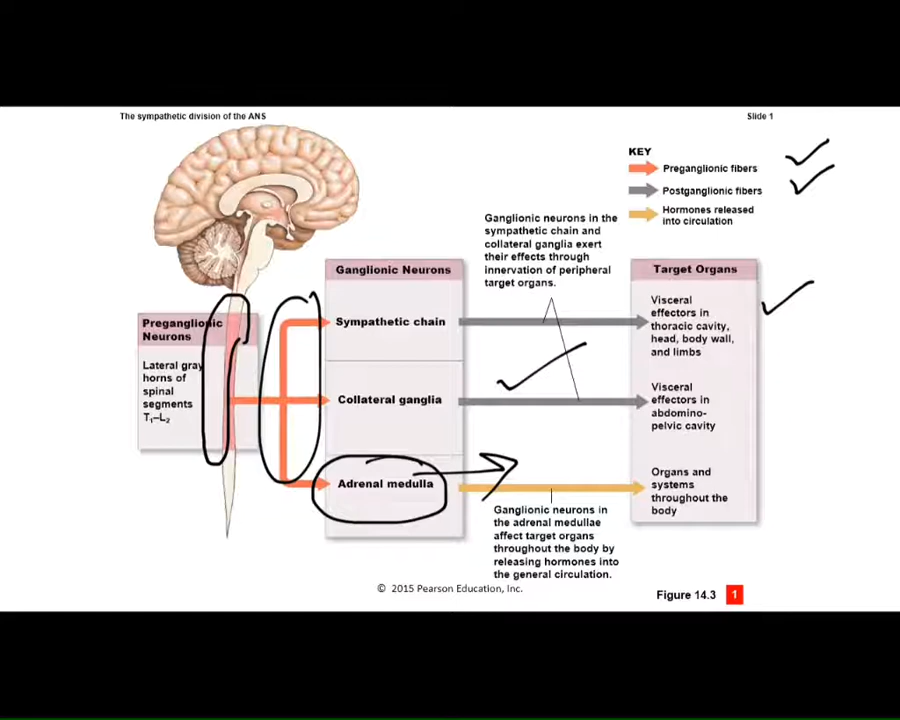 The sympathetic division of the ANS
Slide 1
KEY
Preganglionic fibers
Postganglionic fibers
Hormones released
into circulation
Ganglionic neurons in the
sympathetic chain and
collateral ganglia exert
their effects through
innervation of peripheral
target organs.
Preganglionic
Neurons
Lateral gray
horns of
spinal
segments
T₁–L₂
Ganglionic Neurons
Sympathetic chain
Collateral ganglia
Adrenal medulla
Target Organs
Visceral
effectors in
thoracic cavity,
head, body wall,
and limbs
Visceral
effectors in
abdomino-
pelvic cavity
Organs and
systems
throughout the
body
Ganglionic neurons in
the adrenal medullae
affect target organs
throughout the body by
releasing hormones into
the general circulation.
© 2015 Pearson Education, Inc.
Figure 14.3 1